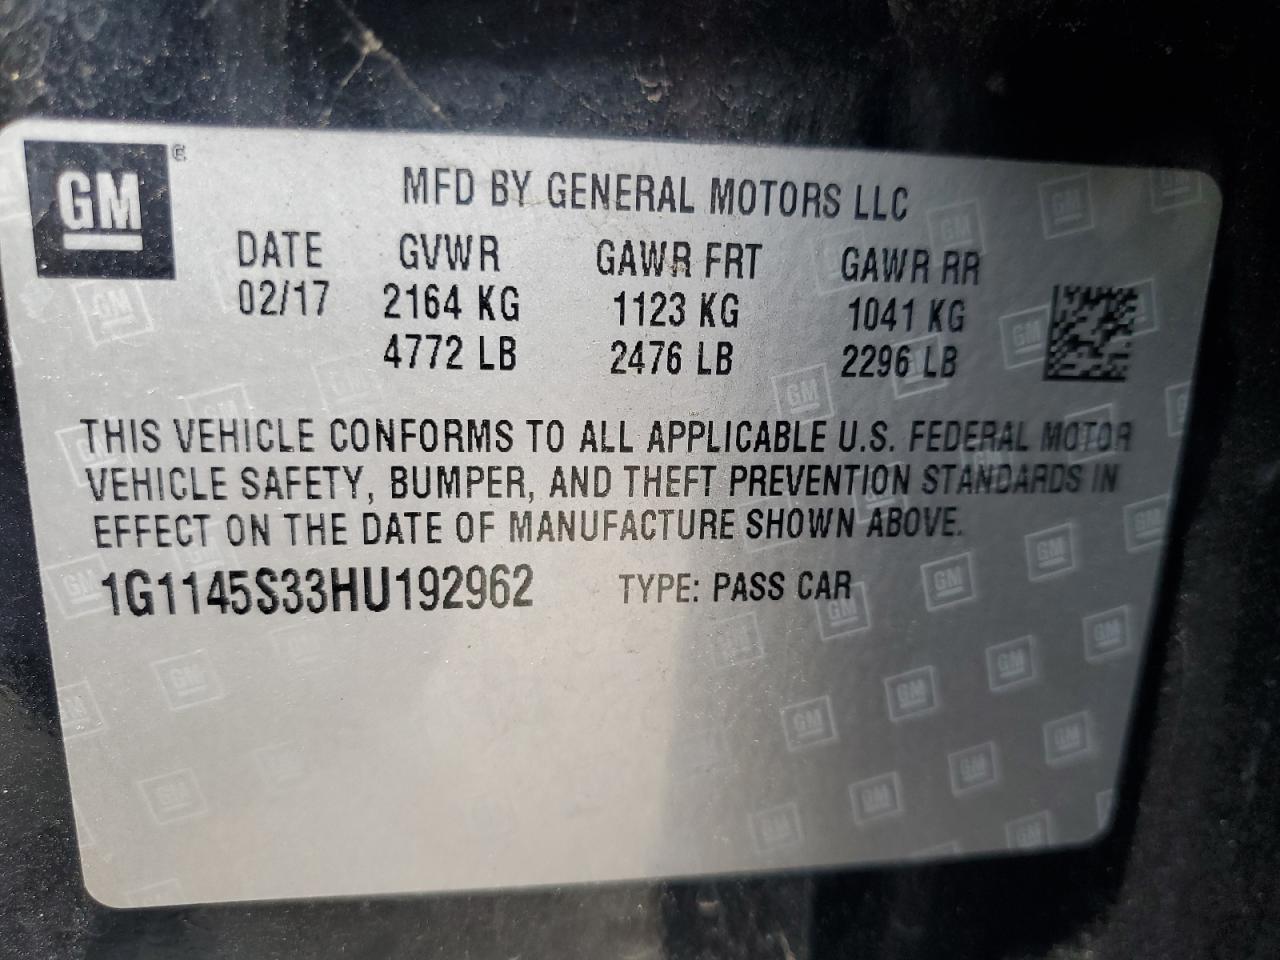 GM
MFD BY GENERAL MOTORS LLC
DATE GVWR GAWR FRT GAWR RR
02/17 2164 KG 1123 KG 1041 KG
4772 LB 2476 LB 2296 LB
THIS VEHICLE CONFORMS TO ALL APPLICABLE U.S. FEDERAL MOTOR
VEHICLE SAFETY, BUMPER, AND THEFT PREVENTION STANDARDS IN
EFFECT ON THE DATE OF MANUFACTURE SHOWN ABOVE.
1G1145S33HU192962 TYPE: PASS CAR